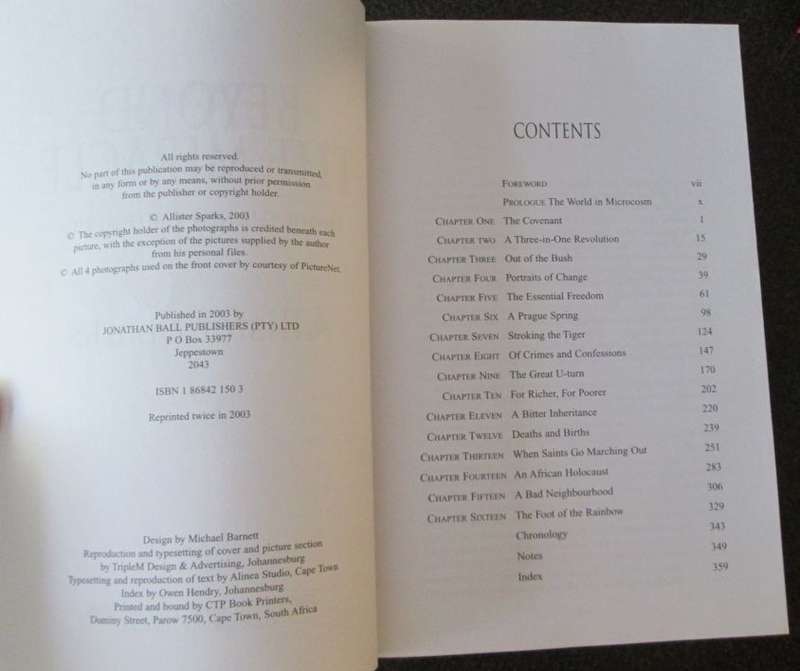 All rights reserved.
No part of this publication may be reproduced or transmitted,
in any form or by any means, without prior permission
from the publisher or copyright holder.
© Allister Sparks, 2003
© The copyright holder of the photographs is credited beneath each
picture, with the exception of the pictures supplied by the author
from his personal files.
© All 4 photographs used on the front cover by courtesy of PictureNet.
Published in 2003 by
JONATHAN BALL PUBLISHERS (PTY) LTD
P O Box 33977
Jeppestown
2043
ISBN 1 86842 150 3
Reprinted twice in 2003
Design by Michael Barnett
Reproduction and typesetting of cover and picture section
by TripleM Design & Advertising, Johannesburg
Typesetting and reproduction of text by Alinea Studio, Cape Town
Index by Owen Hendry, Johannesburg
Printed and bound by CTP Book Printers,
Duminy Street, Parow 7500, Cape Town, South Africa
CONTENTS
FOREWORD vii
PROLOGUE The World in Microcosm x
CHAPTER ONE The Covenant 1
CHAPTER TWO A Three-in-One Revolution 15
CHAPTER THREE Out of the Bush 29
CHAPTER FOUR Portraits of Change 39
CHAPTER FIVE The Essential Freedom 61
CHAPTER SIX A Prague Spring 98
CHAPTER SEVEN Stroking the Tiger 124
CHAPTER EIGHT Of Crimes and Confessions 147
CHAPTER NINE The Great U-turn 170
CHAPTER TEN For Richer, For Poorer 202
CHAPTER ELEVEN A Bitter Inheritance 220
CHAPTER TWELVE Deaths and Births 239
CHAPTER THIRTEEN When Saints Go Marching Out 251
CHAPTER FOURTEEN An African Holocaust 283
CHAPTER FIFTEEN A Bad Neighbourhood 306
CHAPTER SIXTEEN The Foot of the Rainbow 329
Chronology 343
Notes 349
Index 359